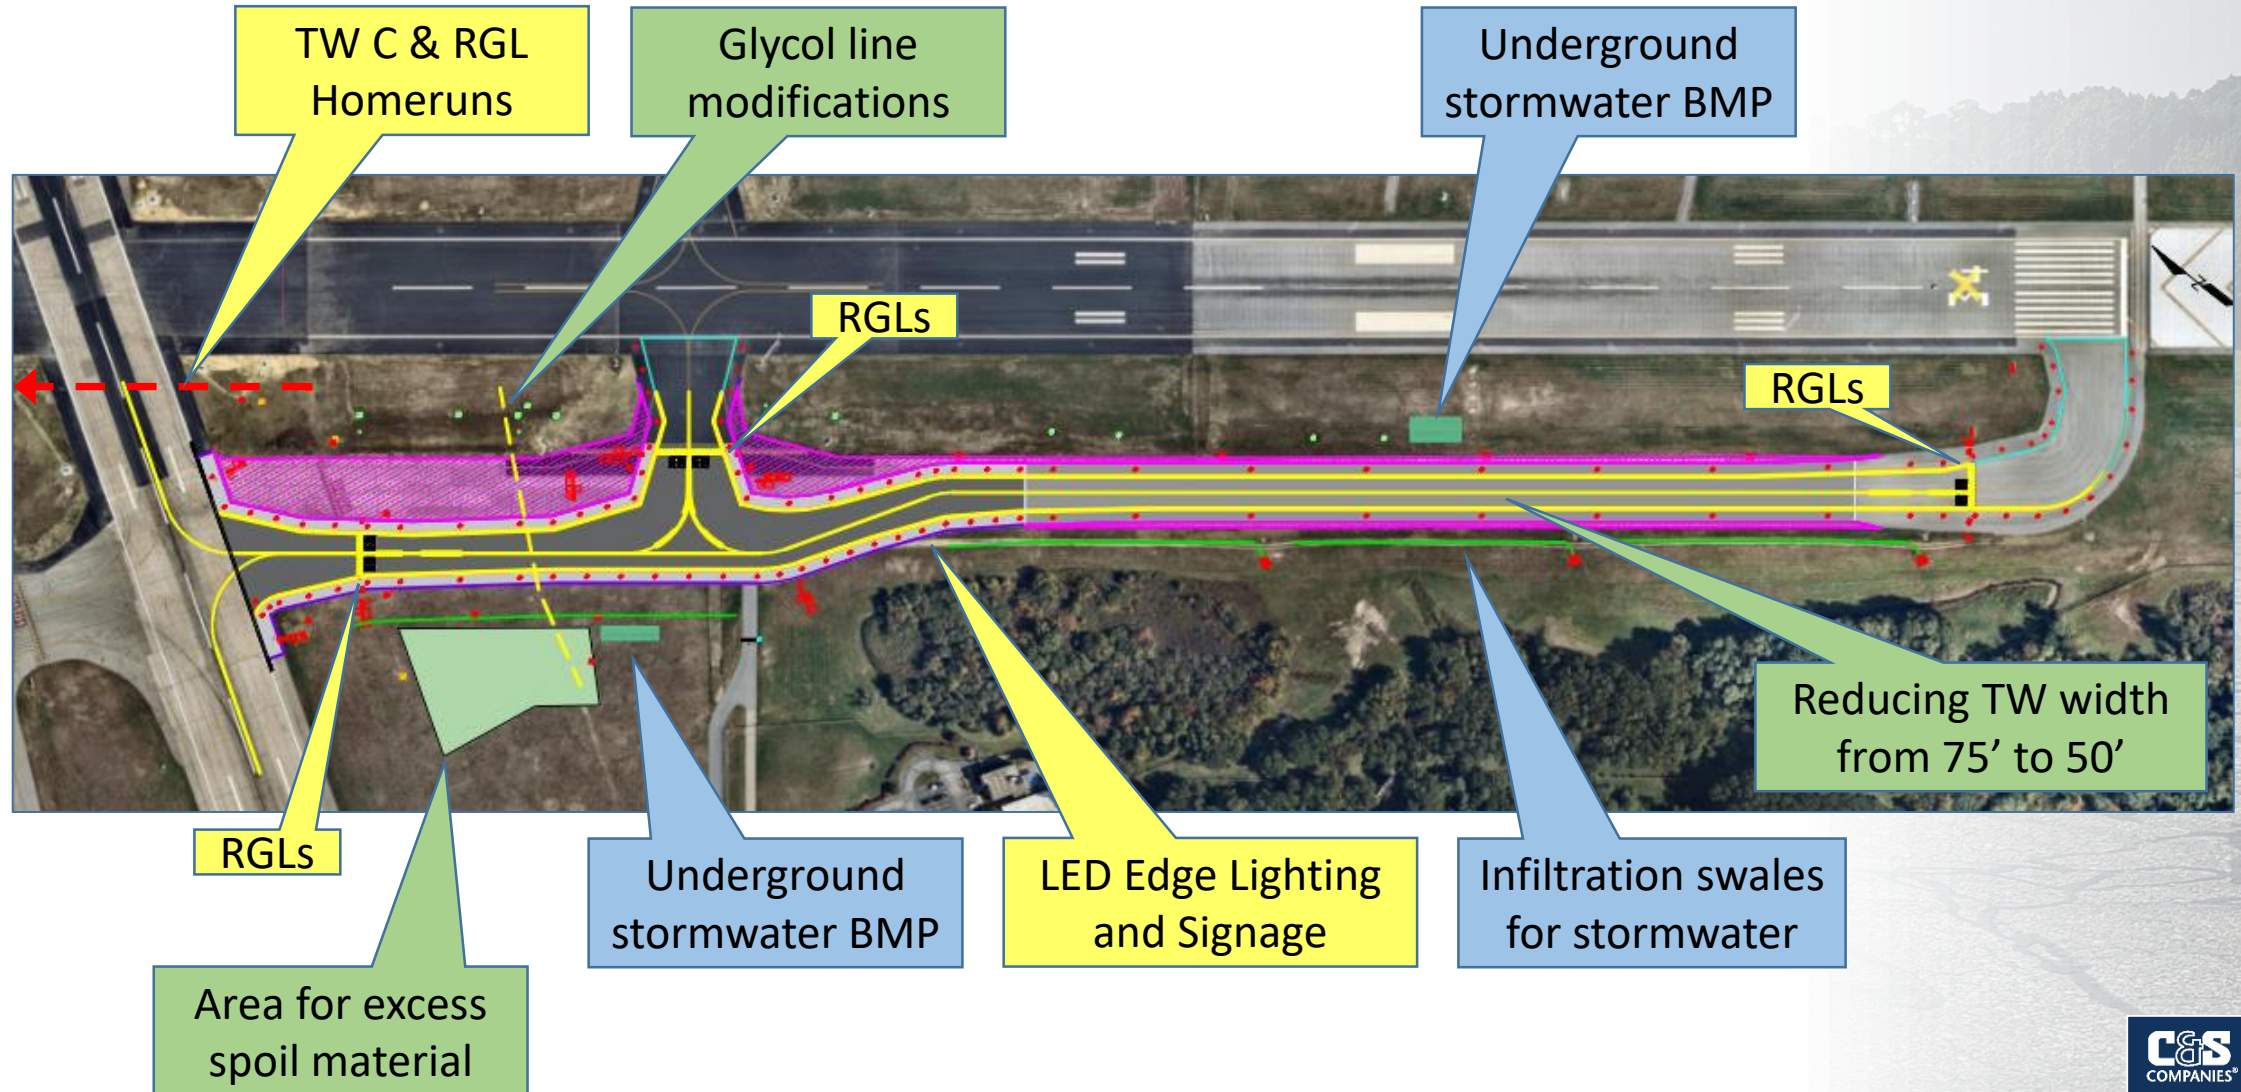 TW C & RGL
Homeruns
Glycol line
modifications
Underground
stormwater BMP
RGLs
RGLs
Reducing TW width
from 75’ to 50’
RGLs
Underground
stormwater BMP
LED Edge Lighting
and Signage
Infiltration swales
for stormwater
Area for excess
spoil material
C&S
COMPANIES®